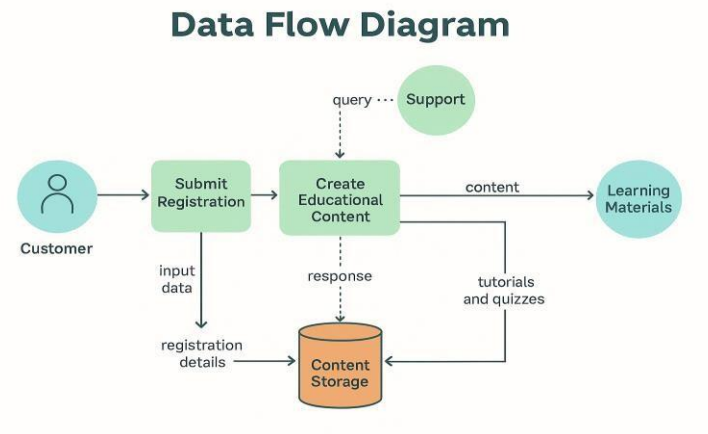 Data Flow Diagram
query
Support
Submit
Registration
Create
Educational
Content
content
Learning
Materials
Customer
input
data
response
tutorials
and quizzes
registration
details
Content
Storage